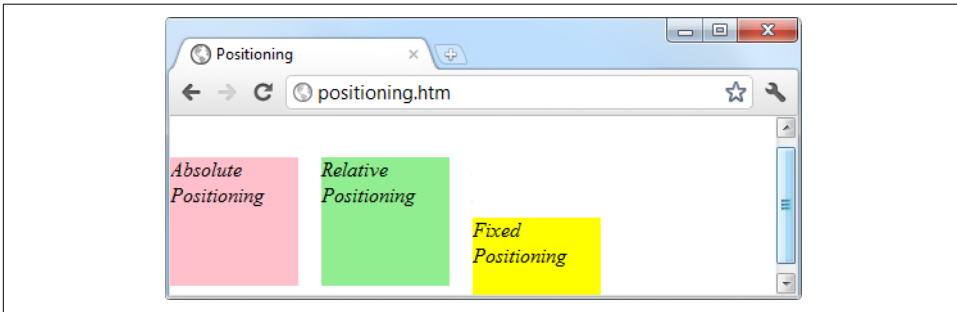 Positioning
positioning.htm
Absolute
Positioning
Relative
Positioning
Fixed
Positioning